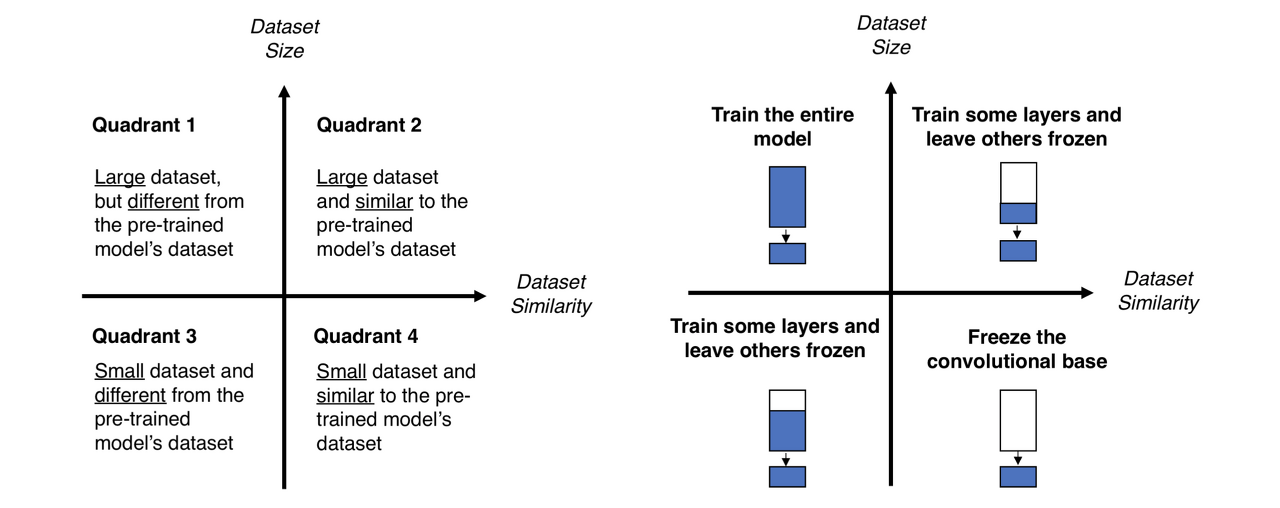 Dataset
Size
Quadrant 1
Large dataset,
but different from
the pre-trained
model’s dataset
Quadrant 2
Large dataset
and similar to the
pre-trained
model’s dataset
Dataset
Similarity
Quadrant 3
Small dataset and
different from the
pre-trained
model’s dataset
Quadrant 4
Small dataset and
similar to the pre-
trained model’s
dataset
Dataset
Size
Train the entire
model
Train some layers and
leave others frozen
Dataset
Similarity
Train some layers and
leave others frozen
Freeze the
convolutional base